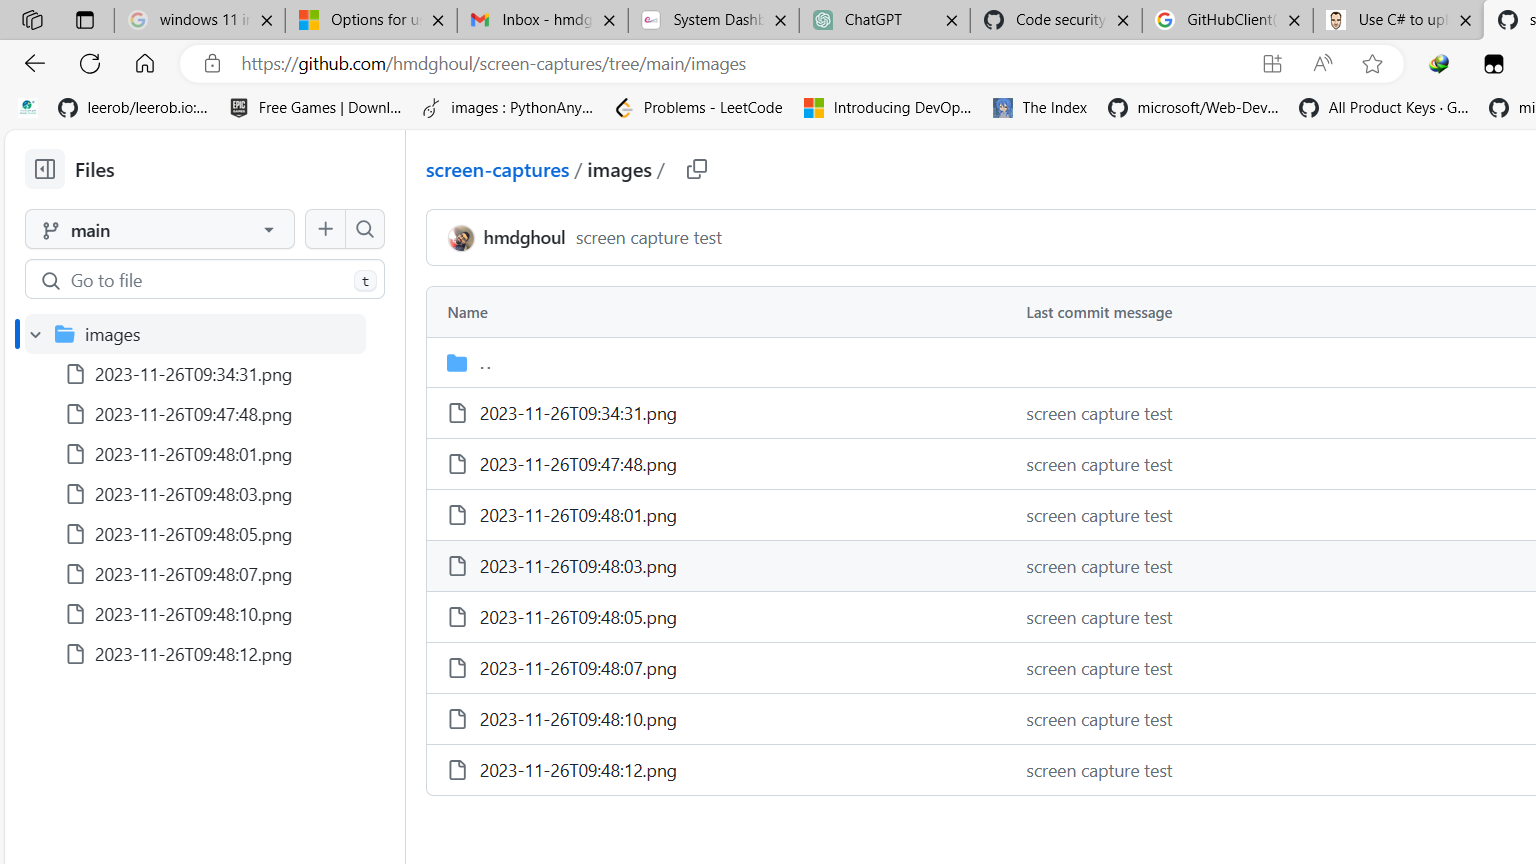 windows 11 in
Options for us
Inbox - hmdg
System Dashb
ChatGPT
Code security
GitHubClient(
Use C# to upl
s
https://github.com/hmdghoul/screen-captures/tree/main/images
leerob/leerob.io:...
Free Games | Downl...
images : PythonAny...
Problems - LeetCode
Introducing DevOp...
The Index
microsoft/Web-Dev...
All Product Keys · G...
mi
Files
screen-captures / images /
main
hmdghoul screen capture test
Go to file
t
Name
Last commit message
images
2023-11-26T09:34:31.png
2023-11-26T09:47:48.png
2023-11-26T09:48:01.png
2023-11-26T09:48:03.png
2023-11-26T09:48:05.png
2023-11-26T09:48:07.png
2023-11-26T09:48:10.png
2023-11-26T09:48:12.png
..
2023-11-26T09:34:31.png screen capture test
2023-11-26T09:47:48.png screen capture test
2023-11-26T09:48:01.png screen capture test
2023-11-26T09:48:03.png screen capture test
2023-11-26T09:48:05.png screen capture test
2023-11-26T09:48:07.png screen capture test
2023-11-26T09:48:10.png screen capture test
2023-11-26T09:48:12.png screen capture test